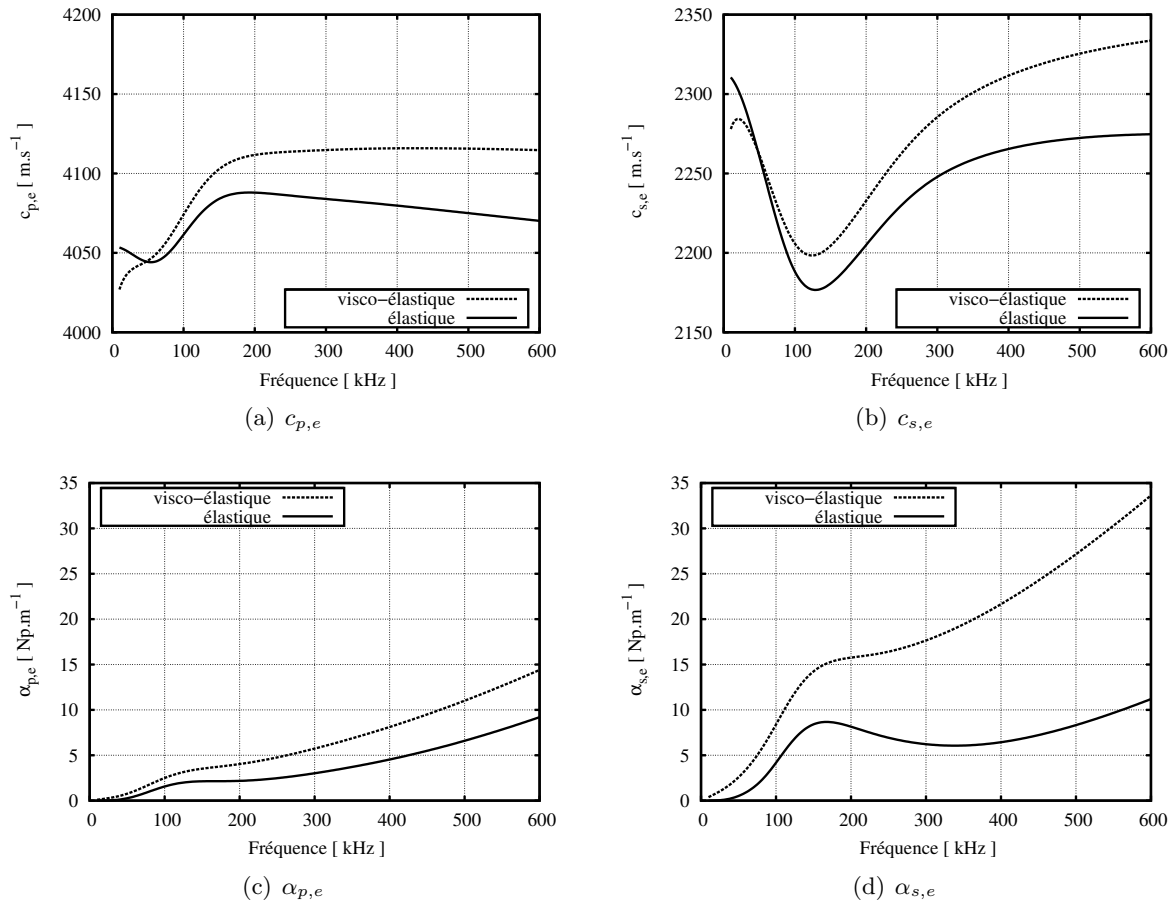 4200
4150
4100
4050
4000
c_{p,e} [ m.s^{−1} ]
visco−élastique
élastique
0 100 200 300 400 500 600
Fréquence [ kHz ]
(a) c_{p,e}
2350
2300
2250
2200
2150
c_{s,e} [ m.s^{−1} ]
visco−élastique
élastique
0 100 200 300 400 500 600
Fréquence [ kHz ]
(b) c_{s,e}
35
30
25
20
15
10
5
0
α_{p,e} [ Np.m^{−1} ]
visco−élastique
élastique
0 100 200 300 400 500 600
Fréquence [ kHz ]
(c) α_{p,e}
35
30
25
20
15
10
5
0
α_{s,e} [ Np.m^{−1} ]
visco−élastique
élastique
0 100 200 300 400 500 600
Fréquence [ kHz ]
(d) α_{s,e}